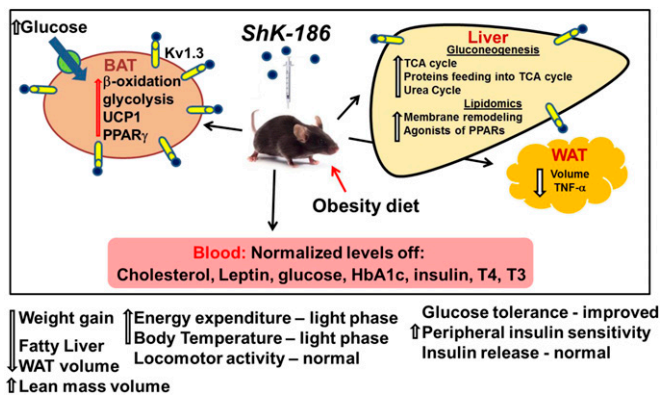 ⇧Glucose
BAT
β-oxidation
glycolysis
UCP1
PPARγ
Kv1.3
ShK-186
Obesity diet
Liver
Gluconeogenesis
TCA cycle
Proteins feeding into TCA cycle
Urea Cycle
Lipidomics
Membrane remodeling
Agonists of PPARs
WAT
Volume
TNF-α
Blood: Normalized levels off:
Cholesterol, Leptin, glucose, HbA1c, insulin, T4, T3
Weight gain
Fatty Liver
WAT volume
⇧Lean mass volume
Energy expenditure – light phase
Body Temperature – light phase
Locomotor activity – normal
Glucose tolerance - improved
⇧Peripheral insulin sensitivity
Insulin release - normal